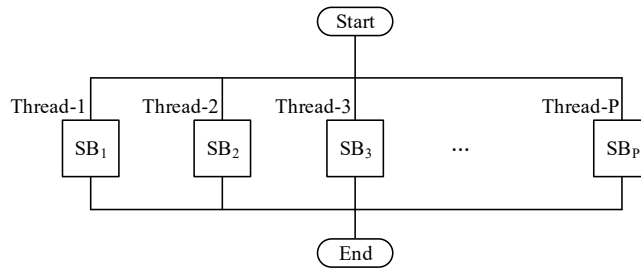 Start
Thread-1 Thread-2 Thread-3 Thread-P
SB₁ SB₂ SB₃ ... SBₚ
End